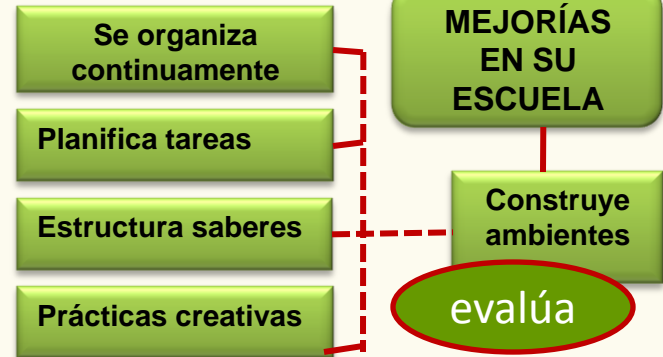 Se organiza
continuamente
Planifica tareas
Estructura saberes
Prácticas creativas
MEJORÍAS
EN SU
ESCUELA
Construye
ambientes
evalúa